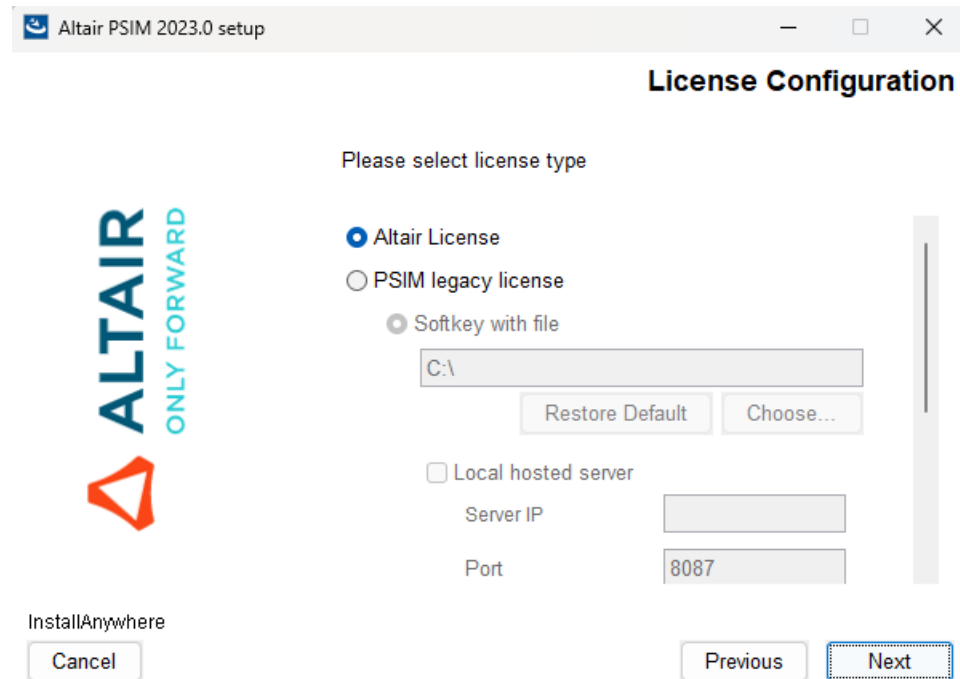 Altair PSIM 2023.0 setup
License Configuration
Please select license type
ALTAIR
ONLY FORWARD
Altair License
PSIM legacy license
Softkey with file
C:\
Restore Default
Choose...
Local hosted server
Server IP
Port
8087
InstallAnywhere
Cancel
Previous
Next